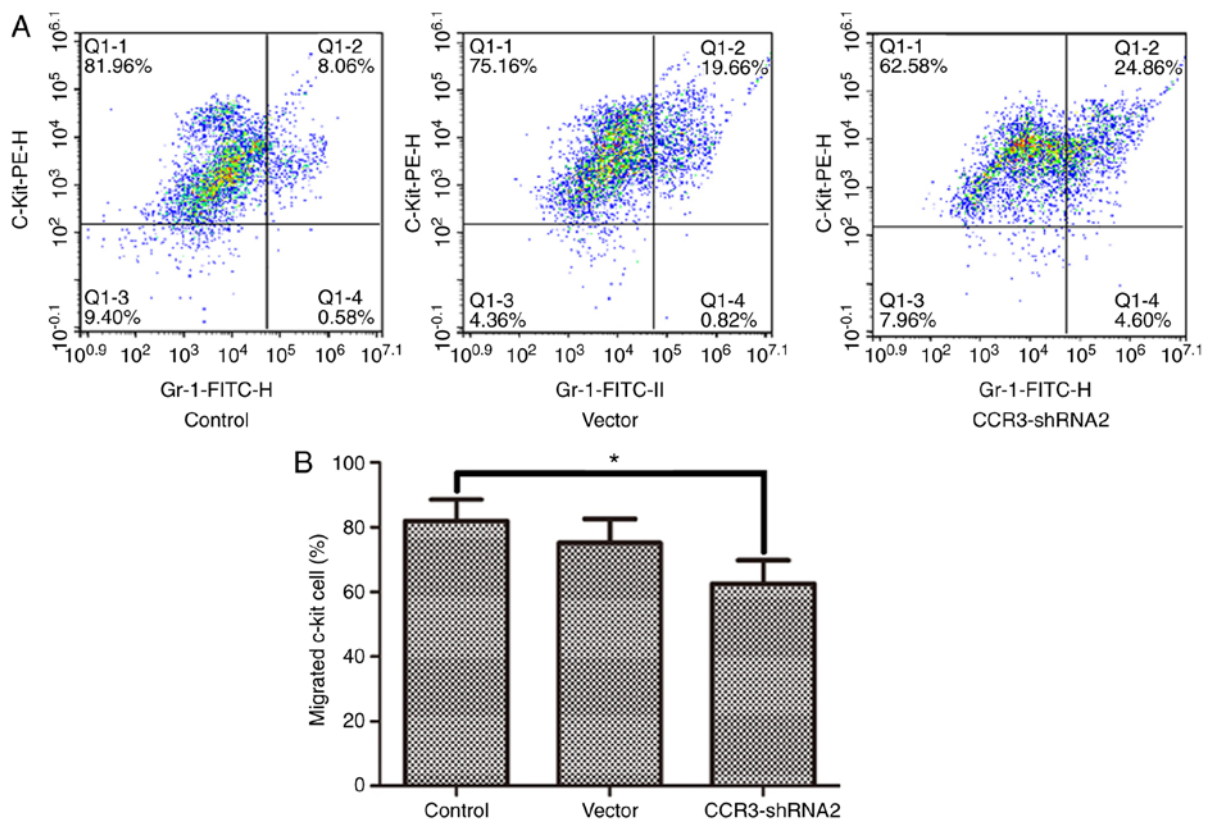 A
Q1-1
81.96%
Q1-2
8.06%
Q1-3
9.40%
Q1-4
0.58%
C-Kit-PE-H
10^6.1
10^5
10^4
10^3
10^2
10^-0.1
10^0.9
10^2
10^3
10^4
10^5
10^6
10^7.1
Gr-1-FITC-H
Control
Q1-1
75.16%
Q1-2
19.66%
Q1-3
4.36%
Q1-4
0.82%
C-Kit-PE-H
10^6.1
10^5
10^4
10^3
10^2
10^-0.1
10^0.9
10^2
10^3
10^4
10^5
10^6
10^7.1
Gr-1-FITC-II
Vector
Q1-1
62.58%
Q1-2
24.86%
Q1-3
7.96%
Q1-4
4.60%
C-Kit-PE-H
10^6.1
10^5
10^4
10^3
10^2
10^-0.1
10^0.9
10^2
10^3
10^4
10^5
10^6
10^7.1
Gr-1-FITC-H
CCR3-shRNA2
B
*
Migrated c-kit cell (%)
100
80
60
40
20
0
Control
Vector
CCR3-shRNA2